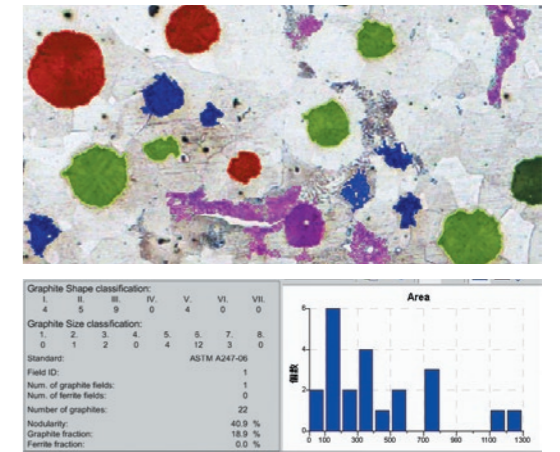 Graphite Shape classification:
I. II. III. IV. V. VI. VII.
4 5 9 0 4 0 0
Graphite Size classification:
1. 2. 3. 4. 5. 6. 7. 8.
0 1 2 0 4 12 3 0
Standard: ASTM A247-06
Field ID: 1
Num. of graphite fields: 1
Num. of ferrite fields: 0
Number of graphites: 22
Nodularity: 40.9 %
Graphite fraction: 18.9 %
Ferrite fraction: 0.0 %
Area
個数
6
4
2
0
0 100 300 500 700 900 1100 1300